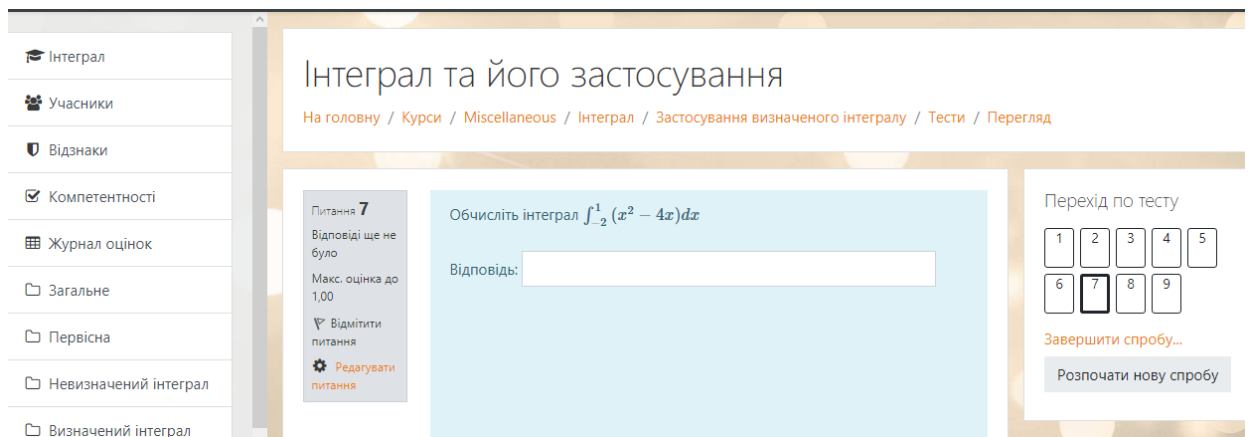 Інтеграл
Учасники
Відзнаки
Компетентності
Журнал оцінок
Загальне
Первісна
Невизначений інтеграл
Визначений інтеграл
Інтеграл та його застосування
На головну / Курси / Miscellaneous / Інтеграл / Застосування визначеного інтегралу / Тести / Перегляд
Питання 7
Відповіді ще не
було
Макс. оцінка до
1,00
Відмітити
питання
Редагувати
питання
Обчисліть інтеграл ∫₋₂¹ (x² − 4x)dx
Відповідь:
Перехід по тесту
1 2 3 4 5
6 7 8 9
Завершити спробу...
Розпочати нову спробу